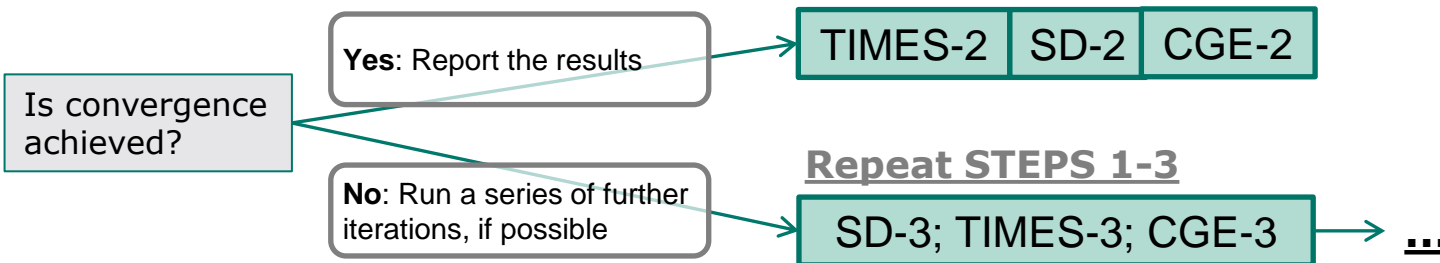 Is convergence
achieved?
Yes: Report the results
TIMES-2 SD-2 CGE-2
No: Run a series of further
iterations, if possible
Repeat STEPS 1-3
SD-3; TIMES-3; CGE-3
...